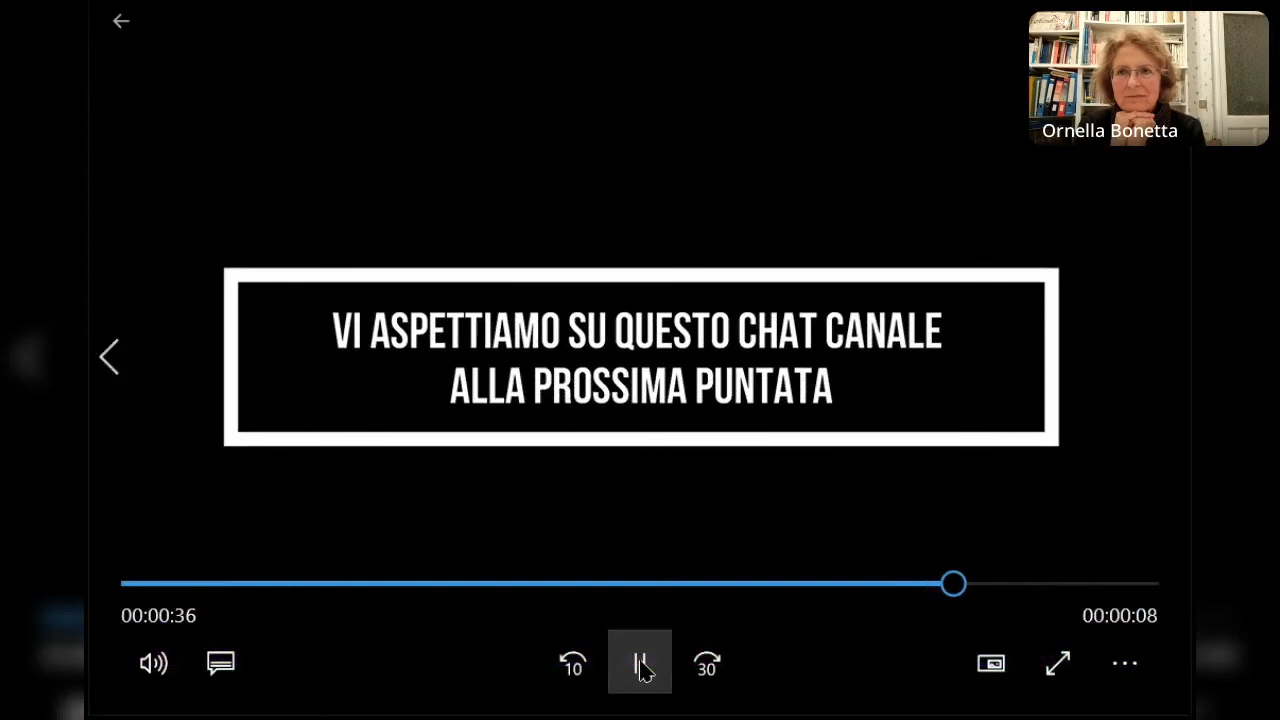 Ornella Bonetta
VI ASPETTIAMO SU QUESTO CHAT CANALE
ALLA PROSSIMA PUNTATA
00:00:36
00:00:08
10
30